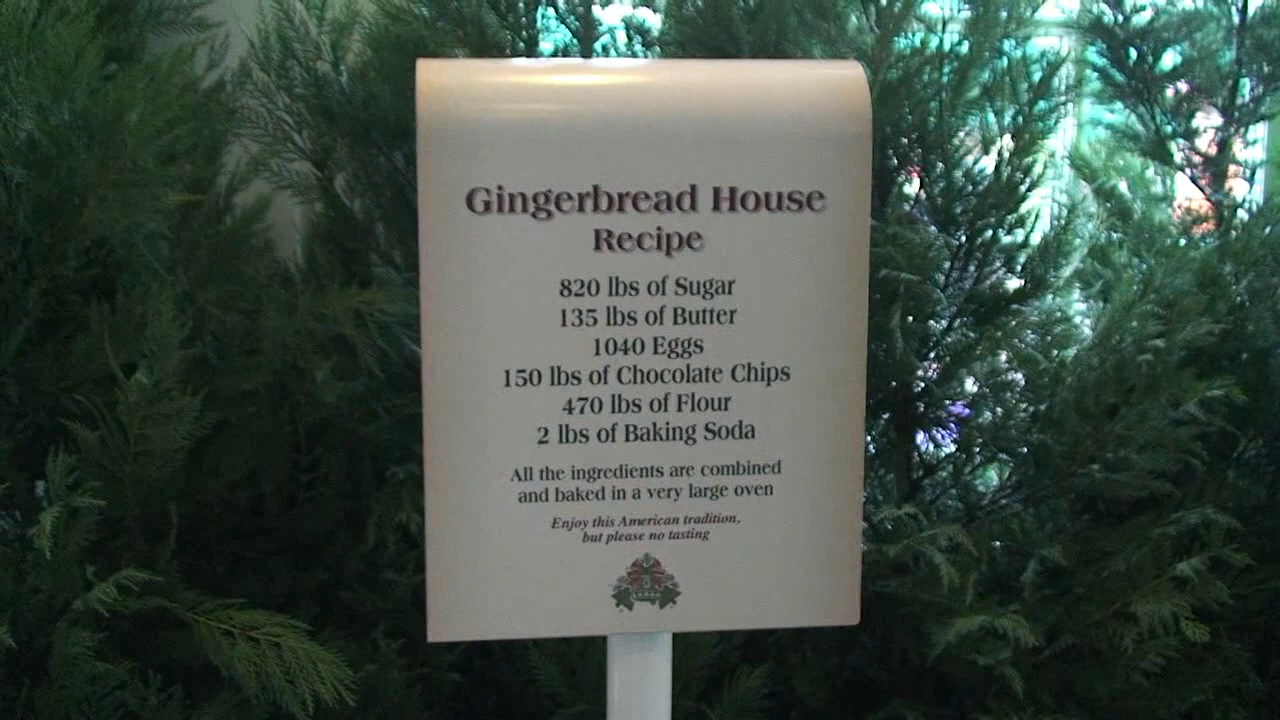 Gingerbread House
Recipe
820 lbs of Sugar
135 lbs of Butter
1040 Eggs
150 lbs of Chocolate Chips
470 lbs of Flour
2 lbs of Baking Soda
All the ingredients are combined
and baked in a very large oven
Enjoy this American tradition,
but please no tasting